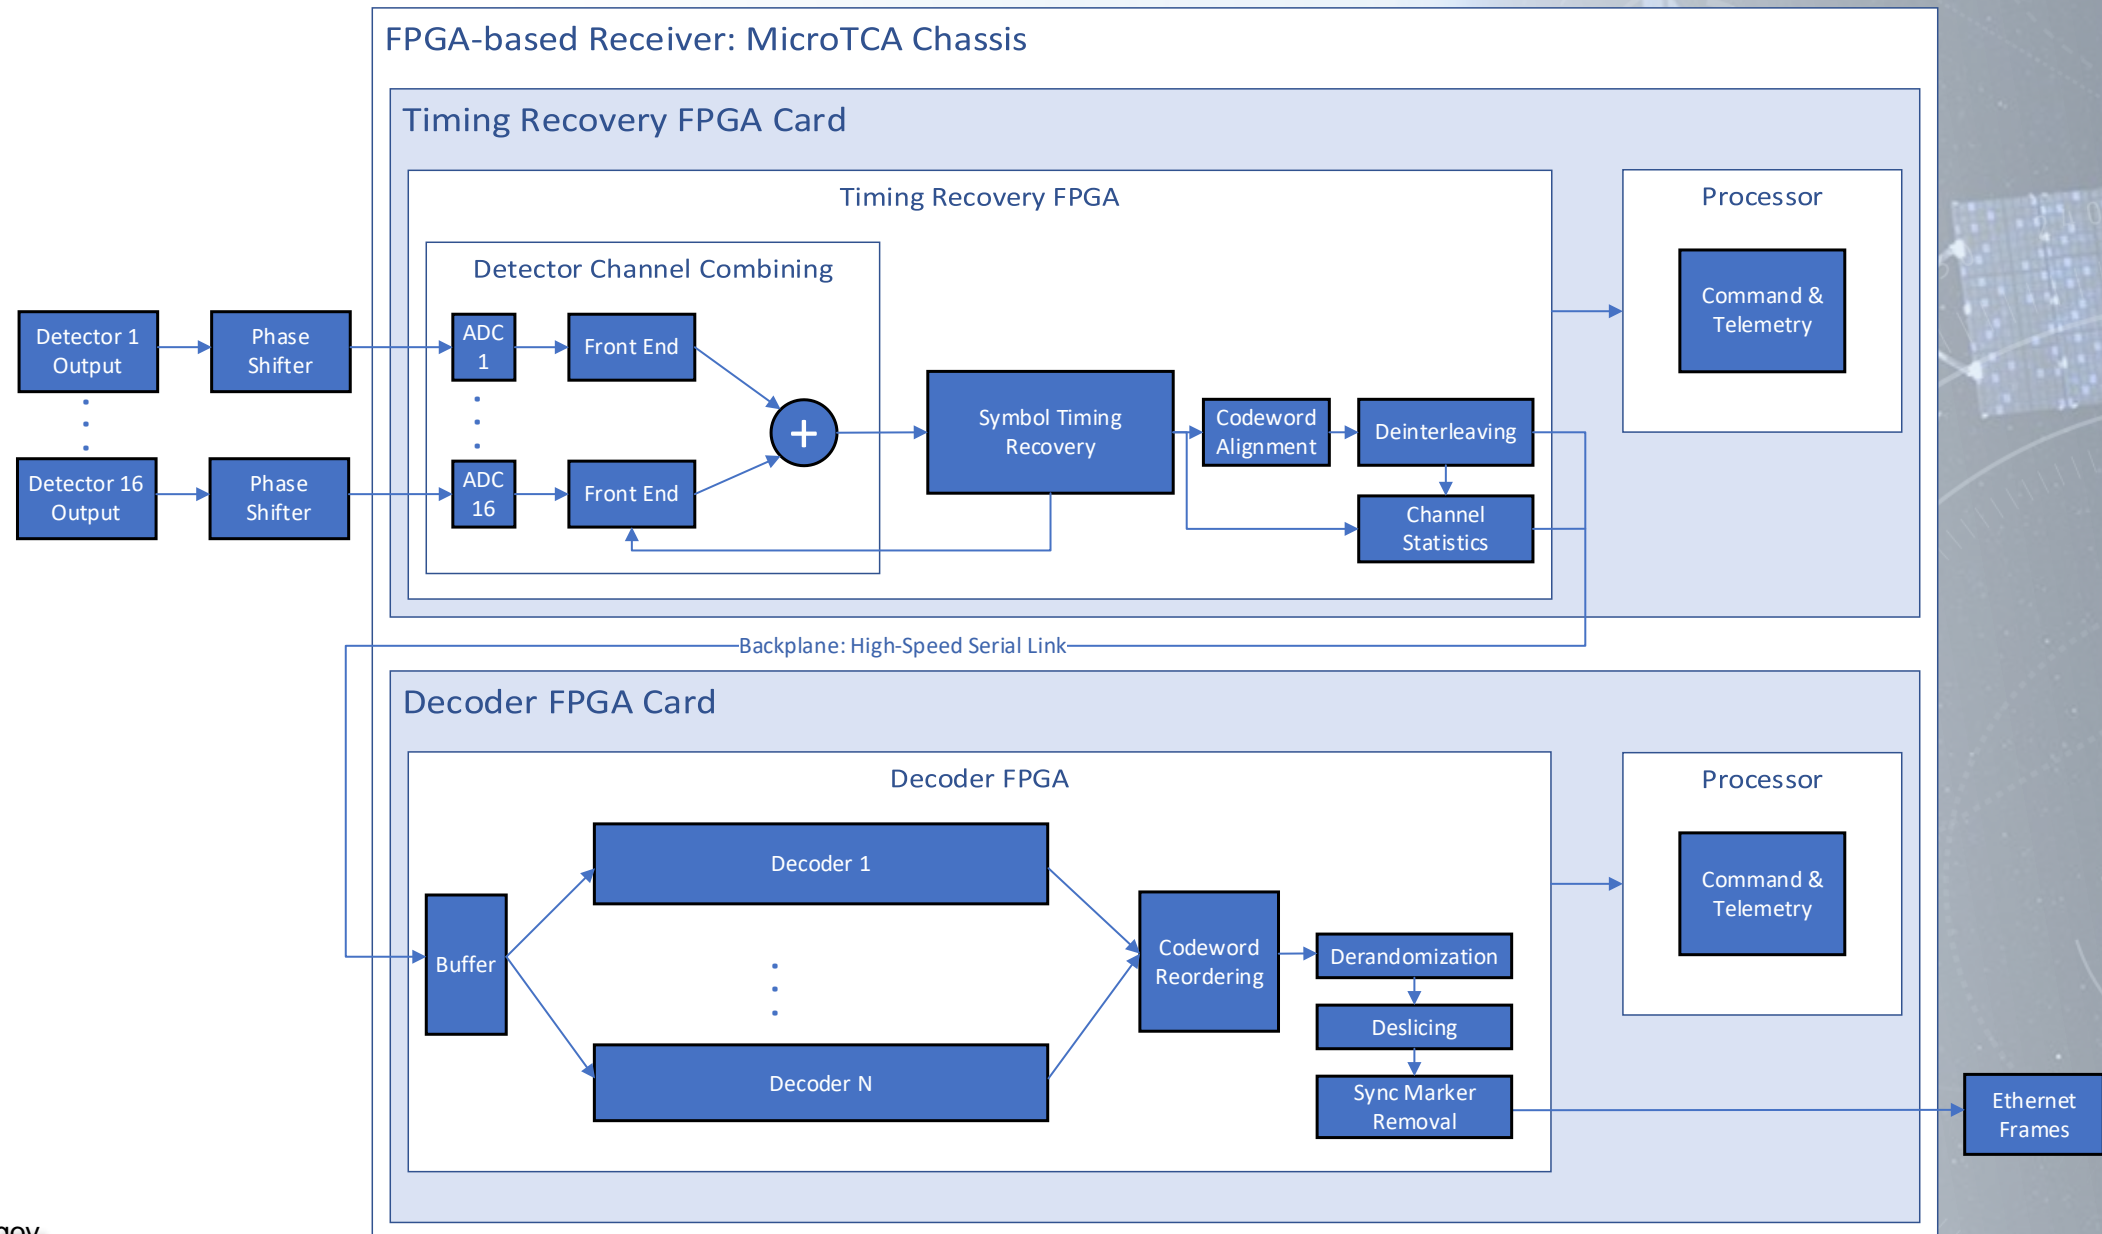 FPGA-based Receiver: MicroTCA Chassis
Timing Recovery FPGA Card
Timing Recovery FPGA
Processor
Detector Channel Combining
Command &
Telemetry
Detector 1
Output
Phase
Shifter
ADC
1
Front End
+
Symbol Timing
Recovery
Codeword
Alignment
Deinterleaving
Detector 16
Output
Phase
Shifter
ADC
16
Front End
Channel
Statistics
Backplane: High-Speed Serial Link
Decoder FPGA Card
Decoder FPGA
Processor
Decoder 1
Command &
Telemetry
Buffer
Codeword
Reordering
Derandomization
Deslicing
Decoder N
Sync Marker
Removal
Ethernet
Frames